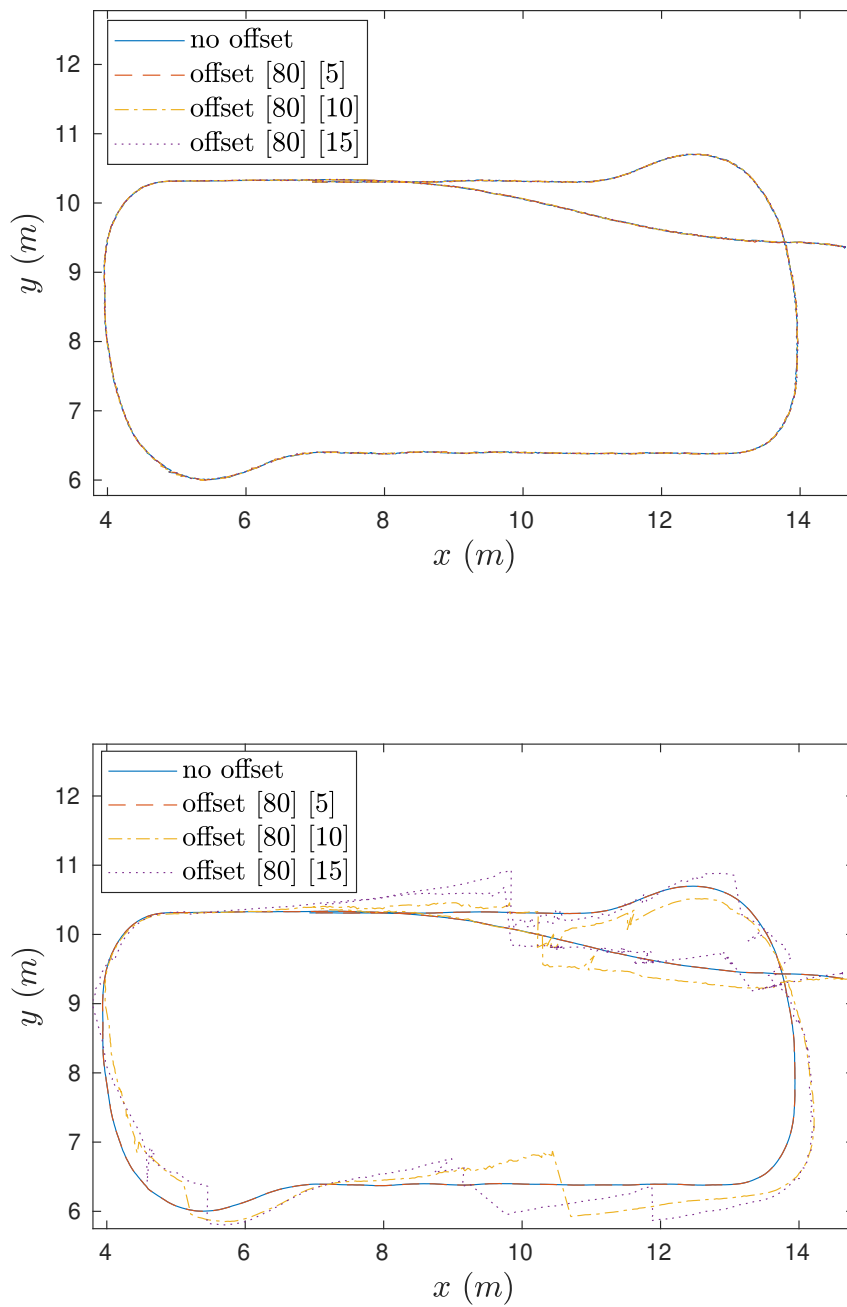 no offset
offset [80] [5]
offset [80] [10]
offset [80] [15]
12
11
10
9
8
7
6
y (m)
4 6 8 10 12 14
x (m)
no offset
offset [80] [5]
offset [80] [10]
offset [80] [15]
12
11
10
9
8
7
6
y (m)
4 6 8 10 12 14
x (m)